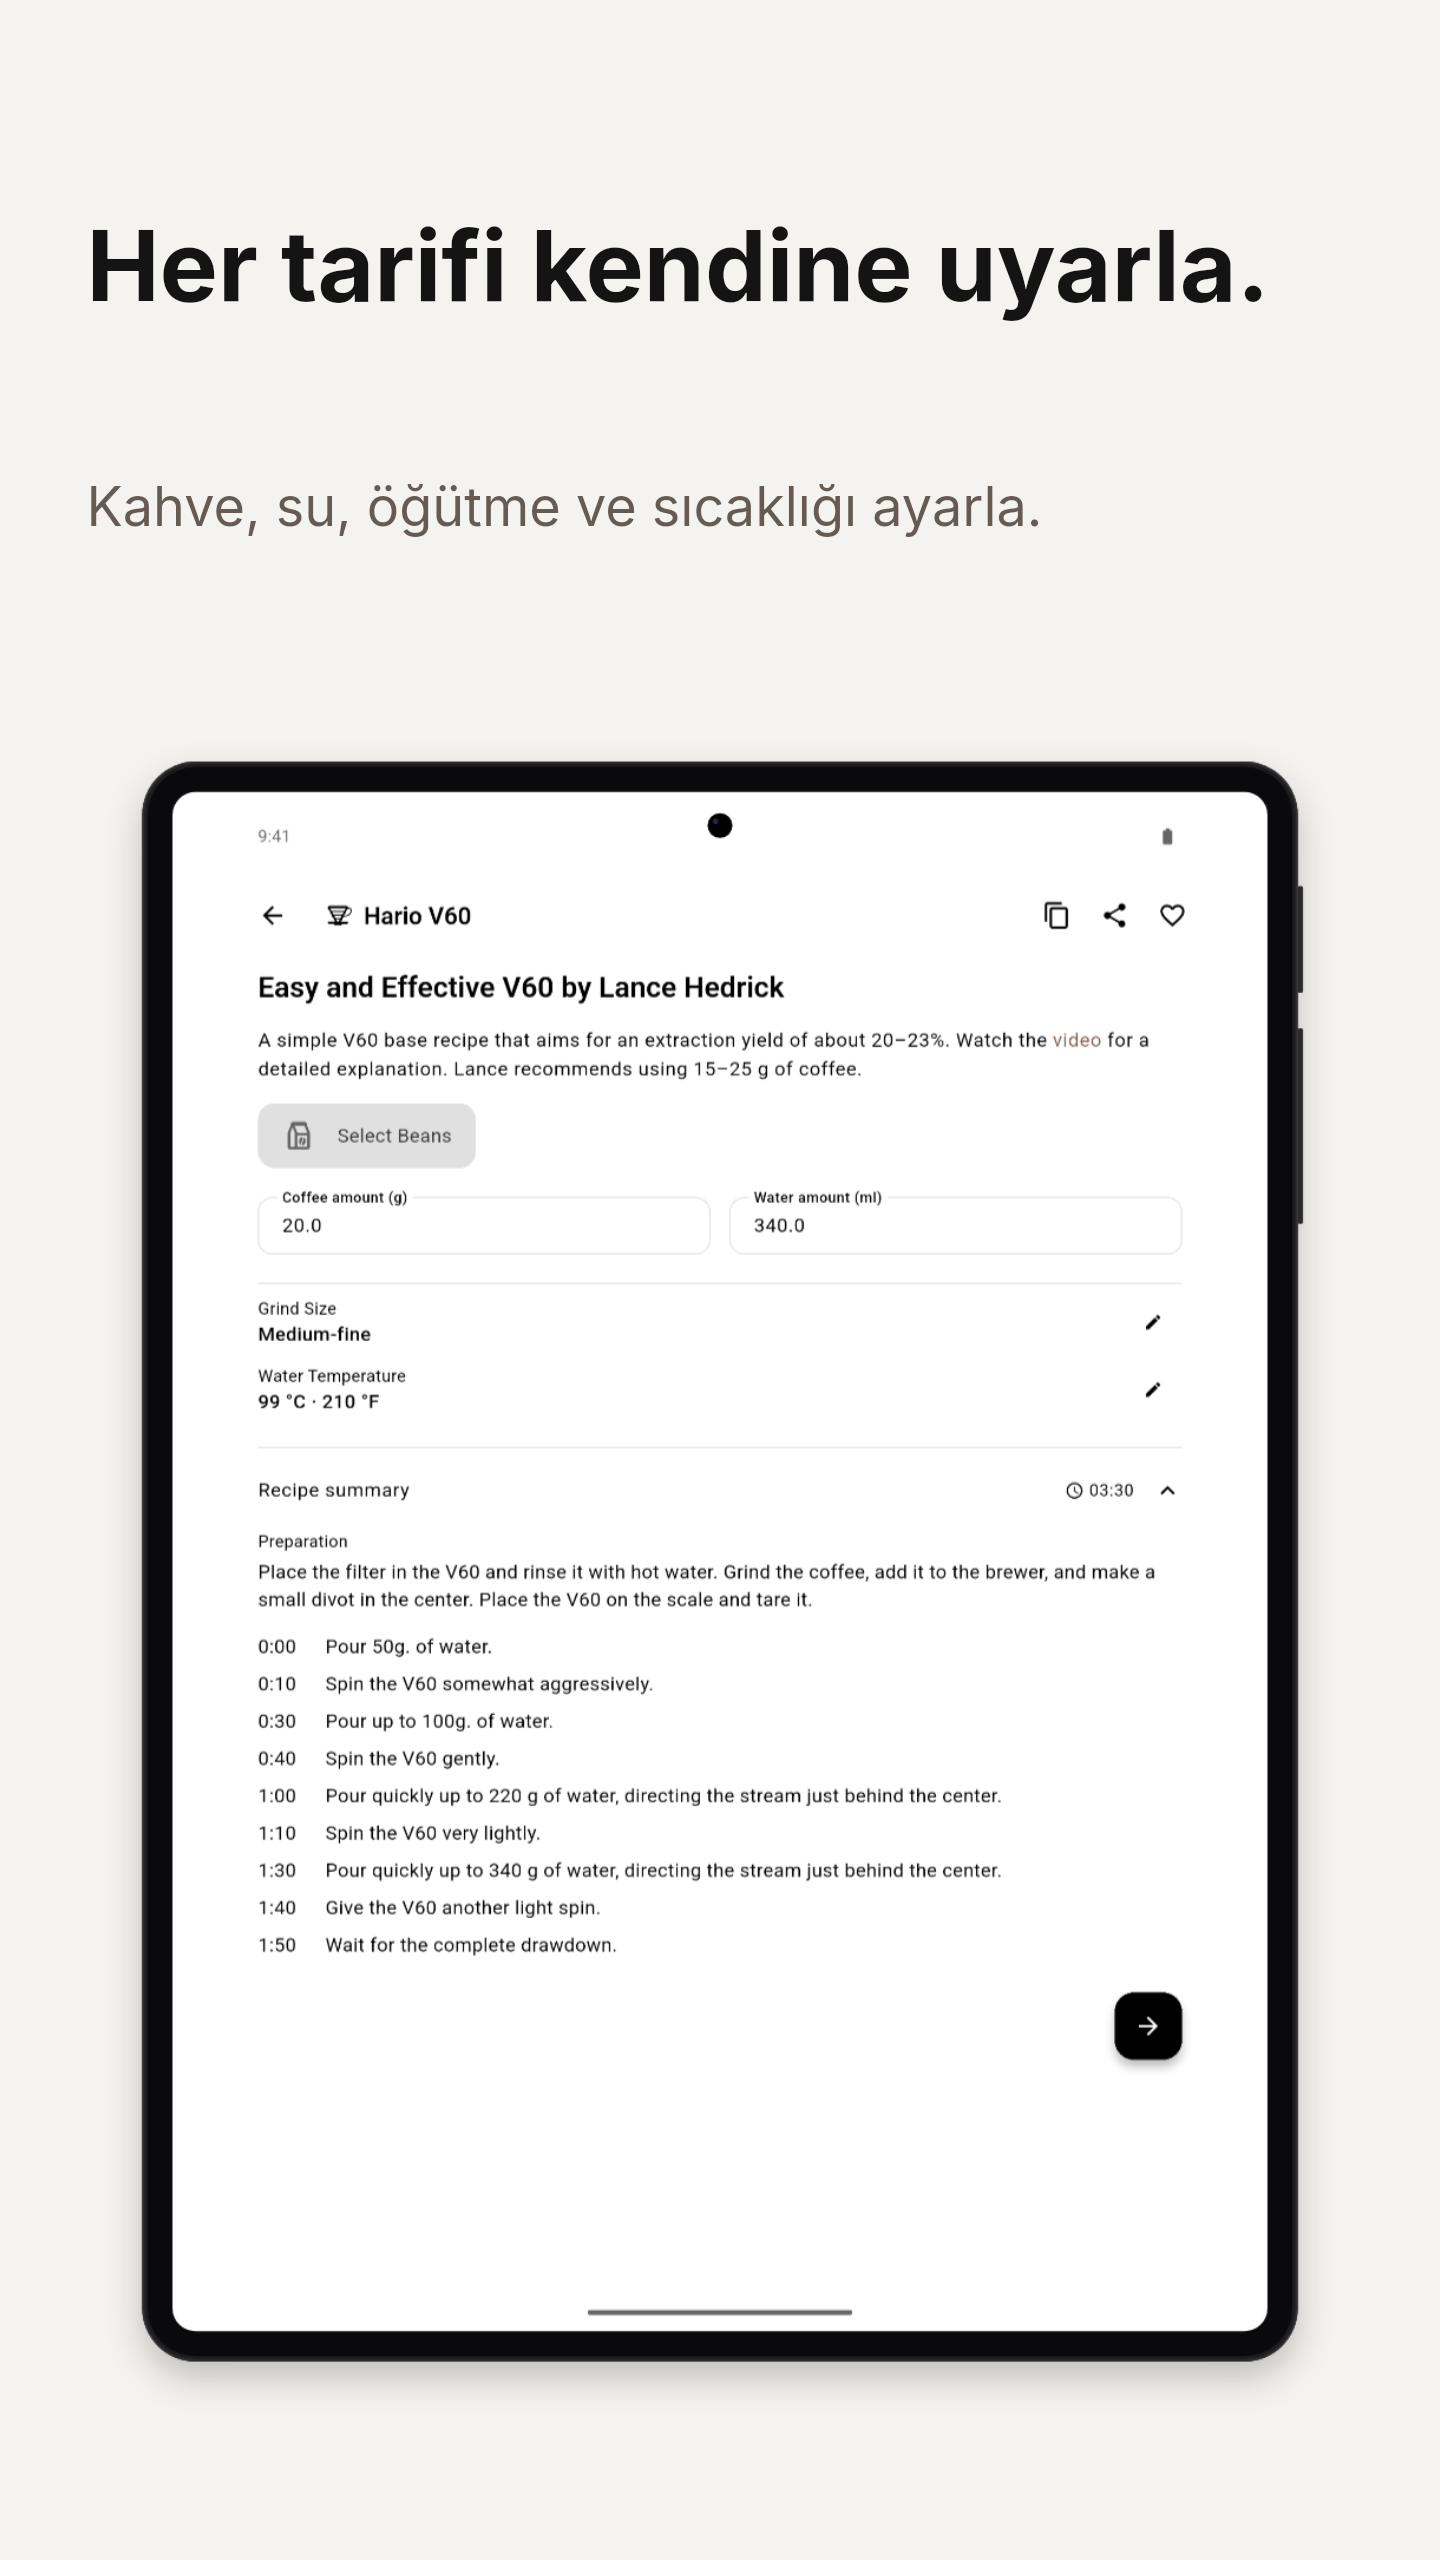 Her tarifi kendine uyarla.
Kahve, su, öğütme ve sıcaklığı ayarla.
9:41
Hario V60
Easy and Effective V60 by Lance Hedrick
A simple V60 base recipe that aims for an extraction yield of about 20–23%. Watch the video for a
detailed explanation. Lance recommends using 15–25 g of coffee.
Select Beans
Coffee amount (g)
20.0
Water amount (ml)
340.0
Grind Size
Medium-fine
Water Temperature
99 °C · 210 °F
Recipe summary 03:30
Preparation
Place the filter in the V60 and rinse it with hot water. Grind the coffee, add it to the brewer, and make a
small divot in the center. Place the V60 on the scale and tare it.
0:00 Pour 50g. of water.
0:10 Spin the V60 somewhat aggressively.
0:30 Pour up to 100g. of water.
0:40 Spin the V60 gently.
1:00 Pour quickly up to 220 g of water, directing the stream just behind the center.
1:10 Spin the V60 very lightly.
1:30 Pour quickly up to 340 g of water, directing the stream just behind the center.
1:40 Give the V60 another light spin.
1:50 Wait for the complete drawdown.